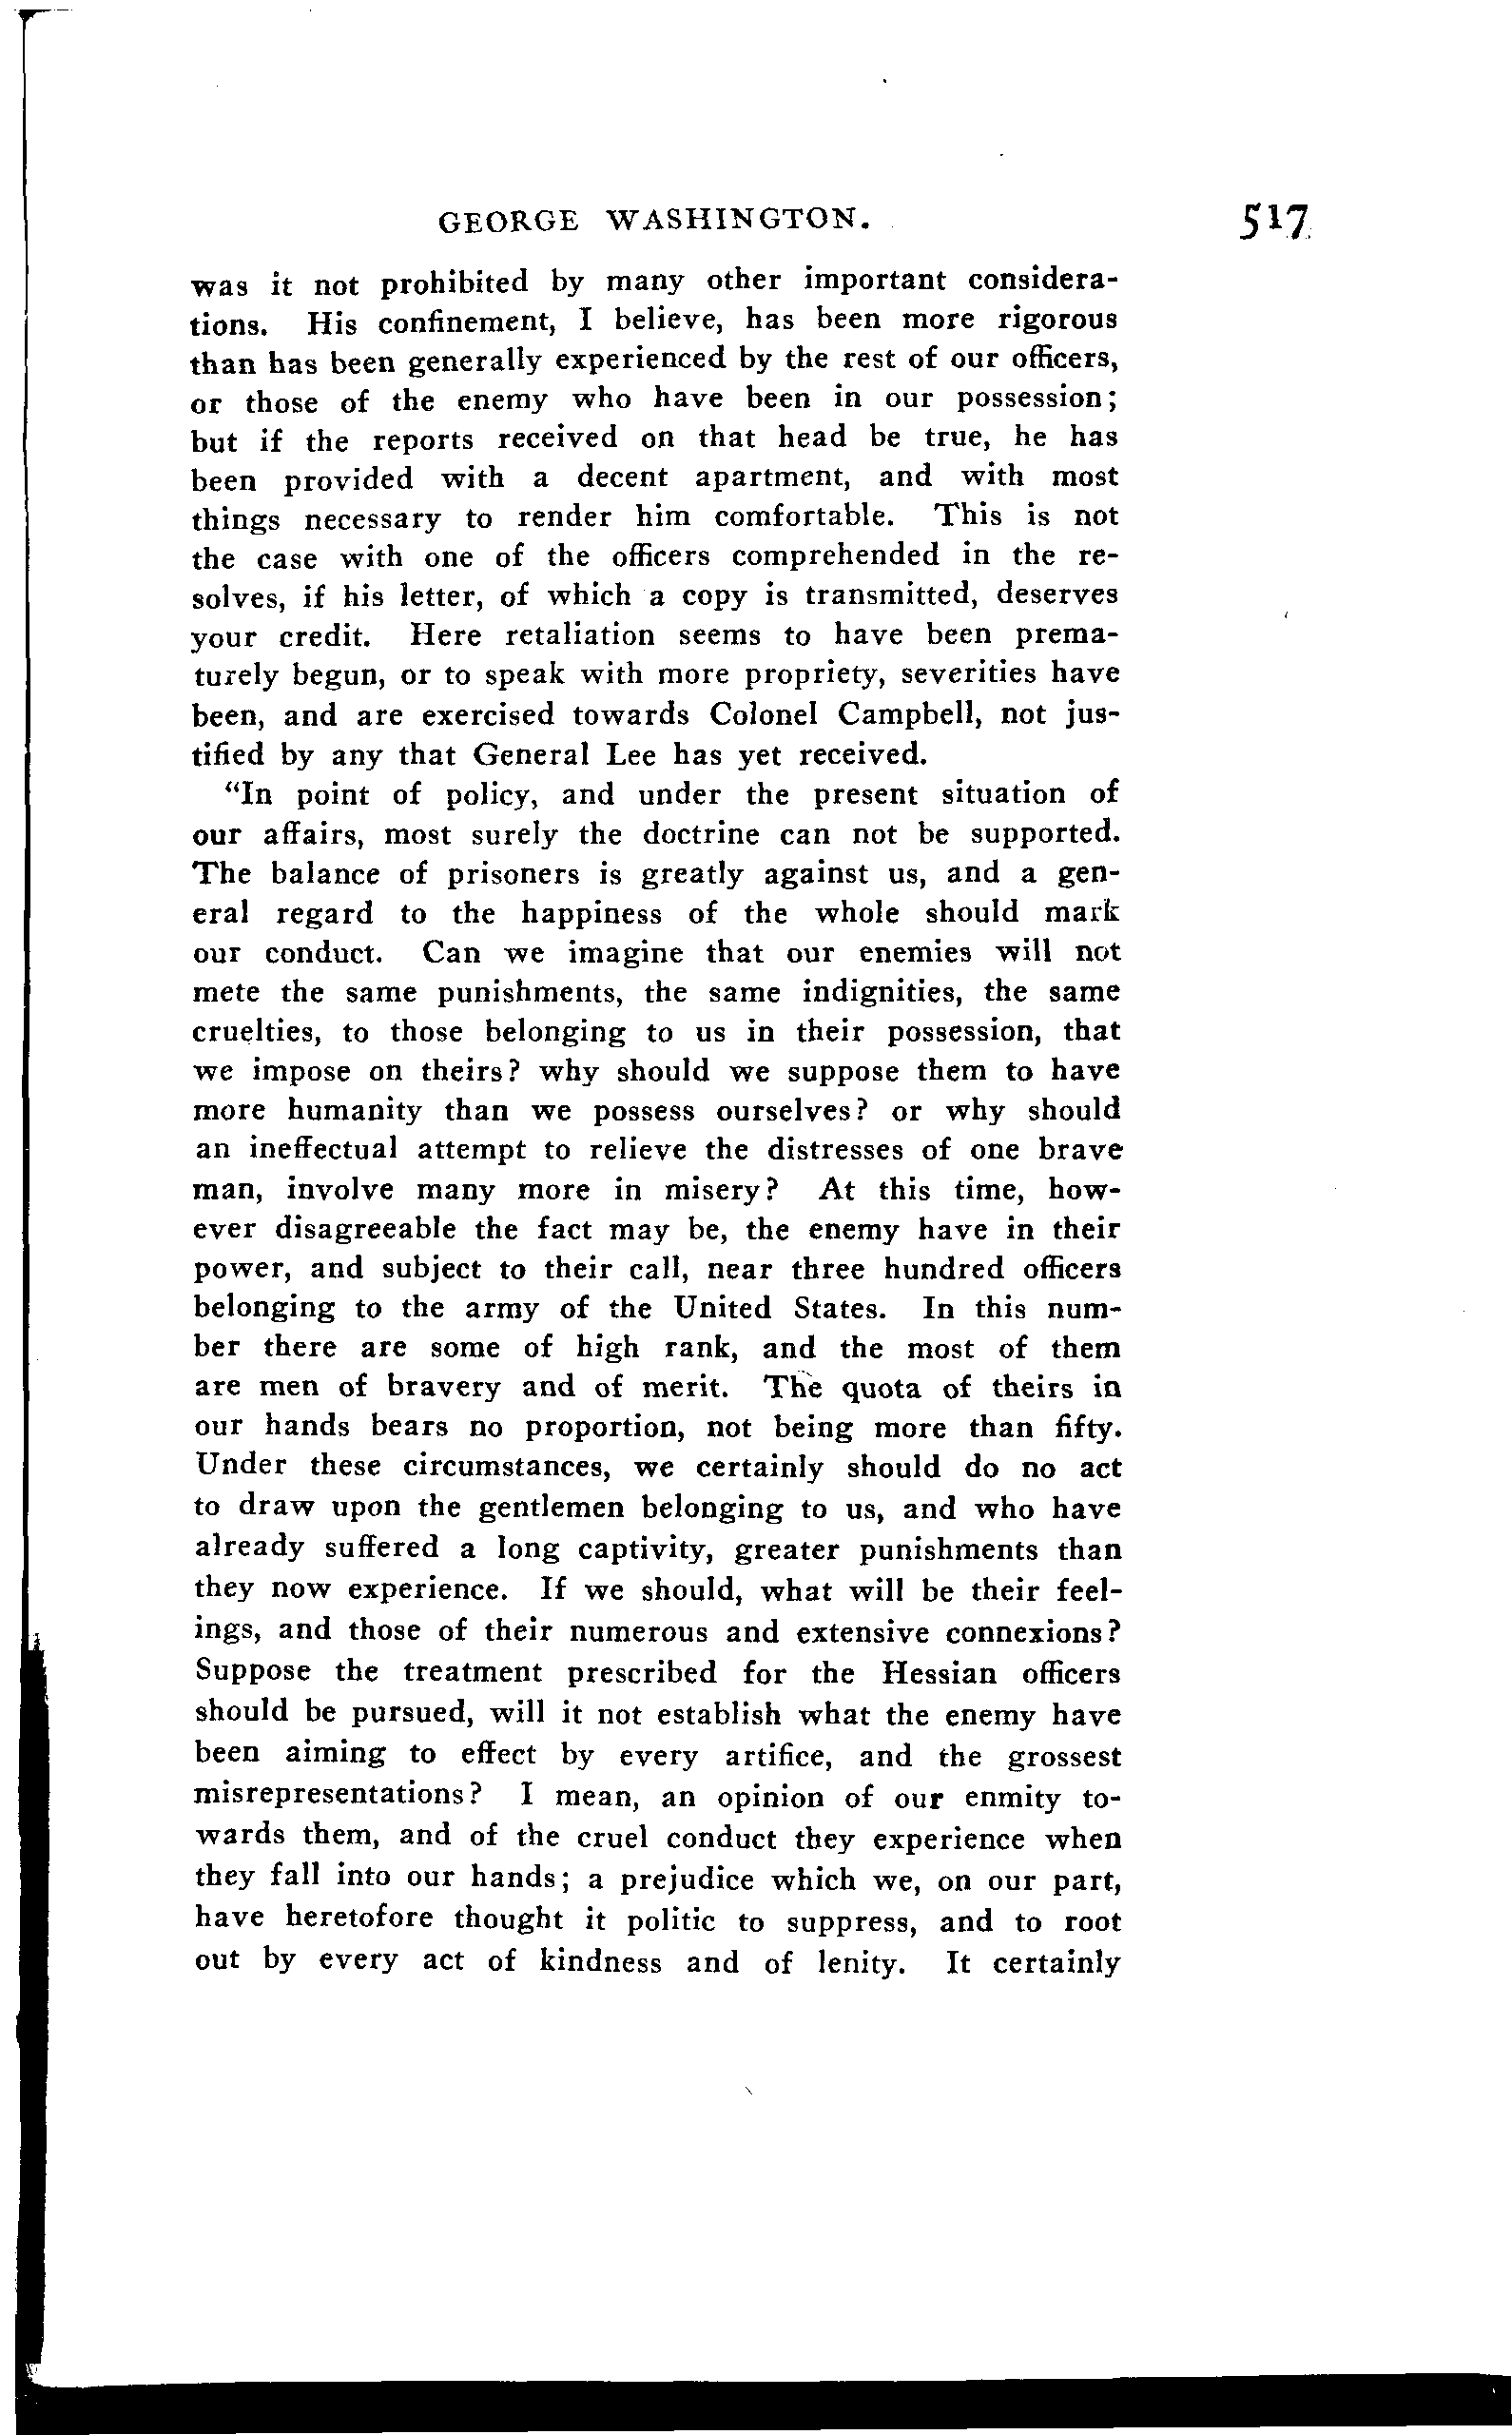 GEORGE WASHINGTON. 517
was it not prohibited by many other important considera-
tions. His confinement, I believe, has been more rigorous
than has been generally experienced by the rest of our officers,
or those of the enemy who have been in our possession;
but if the reports received on that head be true, he has
been provided with a decent apartment, and with most
things necessary to render him comfortable. This is not
the case with one of the officers comprehended in the re-
solves, if his letter, of which a copy is transmitted, deserves
your credit. Here retaliation seems to have been prema-
turely begun, or to speak with more propriety, severities have
been, and are exercised towards Colonel Campbell, not jus-
tified by any that General Lee has yet received.
"In point of policy, and under the present situation of
our affairs, most surely the doctrine can not be supported.
The balance of prisoners is greatly against us, and a gen-
eral regard to the happiness of the whole should mark
our conduct. Can we imagine that our enemies will not
mete the same punishments, the same indignities, the same
cruelties, to those belonging to us in their possession, that
we impose on theirs? why should we suppose them to have
more humanity than we possess ourselves? or why should
an ineffectual attempt to relieve the distresses of one brave
man, involve many more in misery? At this time, how-
ever disagreeable the fact may be, the enemy have in their
power, and subject to their call, near three hundred officers
belonging to the army of the United States. In this num-
ber there are some of high rank, and the most of them
are men of bravery and of merit. The quota of theirs in
our hands bears no proportion, not being more than fifty.
Under these circumstances, we certainly should do no act
to draw upon the gentlemen belonging to us, and who have
already suffered a long captivity, greater punishments than
they now experience. If we should, what will be their feel-
ings, and those of their numerous and extensive connexions?
Suppose the treatment prescribed for the Hessian officers
should be pursued, will it not establish what the enemy have
been aiming to effect by every artifice, and the grossest
misrepresentations? I mean, an opinion of our enmity to-
wards them, and of the cruel conduct they experience when
they fall into our hands; a prejudice which we, on our part,
have heretofore thought it politic to suppress, and to root
out by every act of kindness and of lenity. It certainly